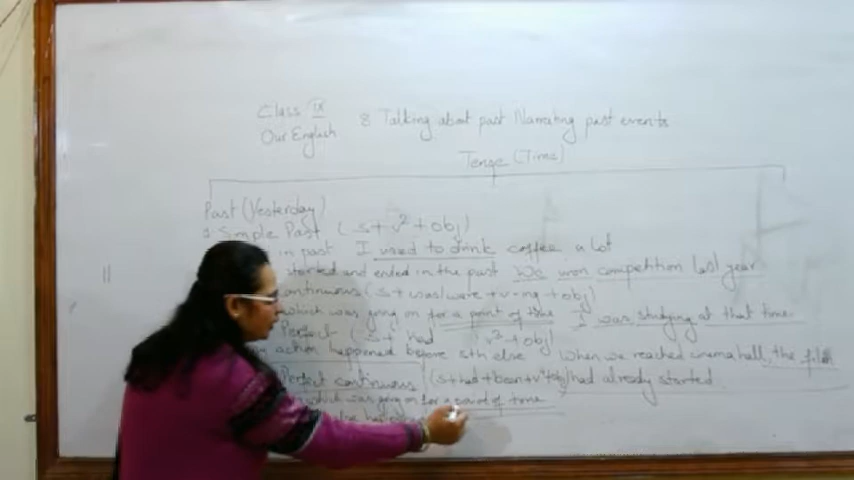 Class IX 8 Talking about past Narrating past events
Our English
Tense (Time)
Past (Yesterday)
Simple Past ( S + V² + obj )
in past I used to drink coffee a lot
started and ended in the past We won competition last year
ontinuous ( S + was/were + v-ing + obj )
which was going on for a point of time I was studying at that time.
Perfect ( S + had V³ + obj )
action happened before sth else When we reached cinema hall, the film
Perfect continuous (S + had + been + obj) had already started
which was going on for a point of time